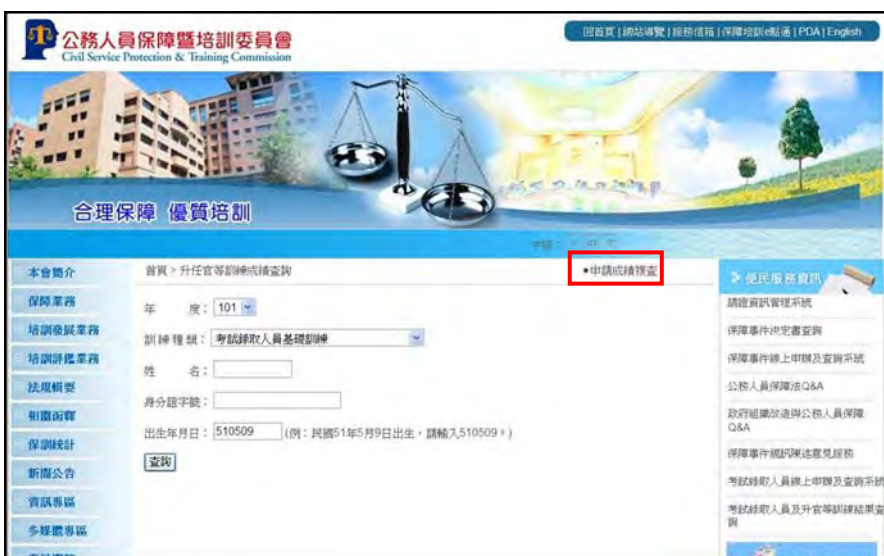 公務人員保障暨培訓委員會
Civil Service Protection & Training Commission
回首頁 | 網站導覽 | 服務信箱 | 保障培訓e點通 | PDA | English
合理保障 優質培訓
本會簡介
保障業務
培訓發展業務
培訓評鑑業務
法規輯要
相關函釋
保訓統計
新聞公告
資訊專區
多媒體專區
首頁 > 升任官等訓練成績查詢
●申請成績複查
年 度：101
訓練種類：考試錄取人員基礎訓練
姓 名：
身分證字號：
出生年月日：510509 (例：民國51年5月9日出生，請輸入510509。)
查詢
便民服務資訊
保障事件決定書查詢
保障事件線上申辦及查詢系統
公務人員保障法Q&A
政府組織改造與公務人員保障
Q&A
保障事件視訊陳述意見服務
考試錄取人員線上申辦及查詢系統
考試錄取人員及升官等訓練結果查
詢